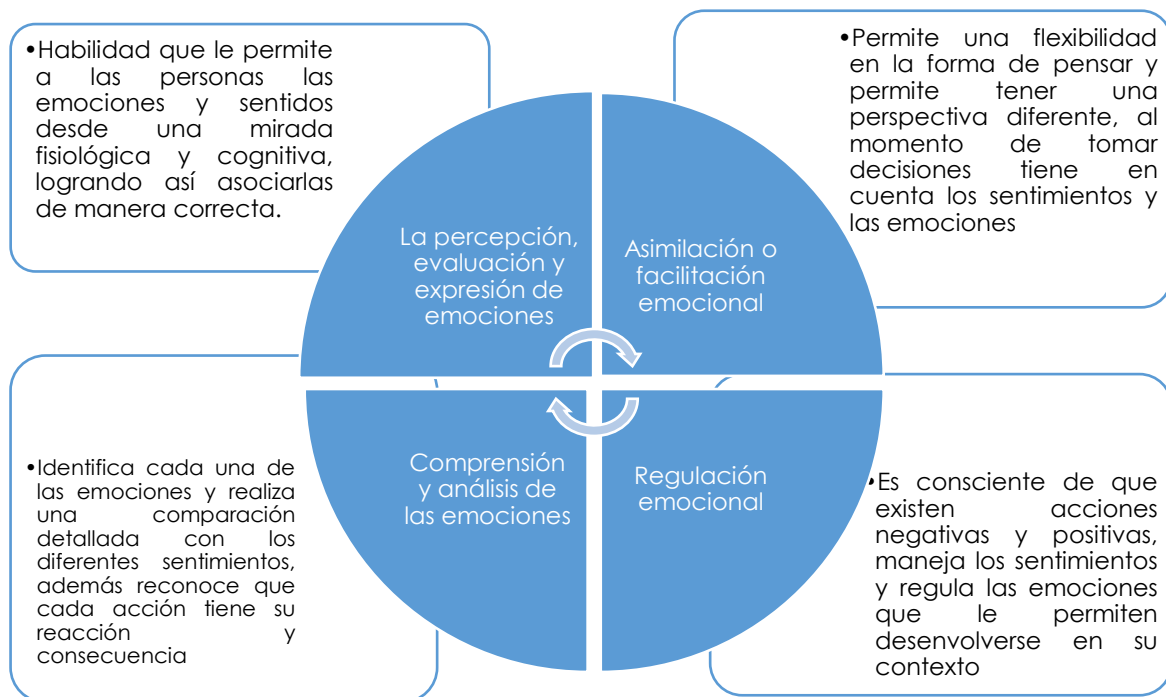 •Habilidad que le permite
a las personas las
emociones y sentidos
desde una mirada
fisiológica y cognitiva,
logrando así asociarlas
de manera correcta.
•Permite una flexibilidad
en la forma de pensar y
permite tener una
perspectiva diferente, al
momento de tomar
decisiones tiene en
cuenta los sentimientos y
las emociones
La percepción,
evaluación y
expresión de
emociones
Asimilación o
facilitación
emocional
Comprensión
y análisis de
las emociones
Regulación
emocional
•Identifica cada una de
las emociones y realiza
una comparación
detallada con los
diferentes sentimientos,
además reconoce que
cada acción tiene su
reacción y
consecuencia
•Es consciente de que
existen acciones
negativas y positivas,
maneja los sentimientos
y regula las emociones
que le permiten
desenvolverse en su
contexto